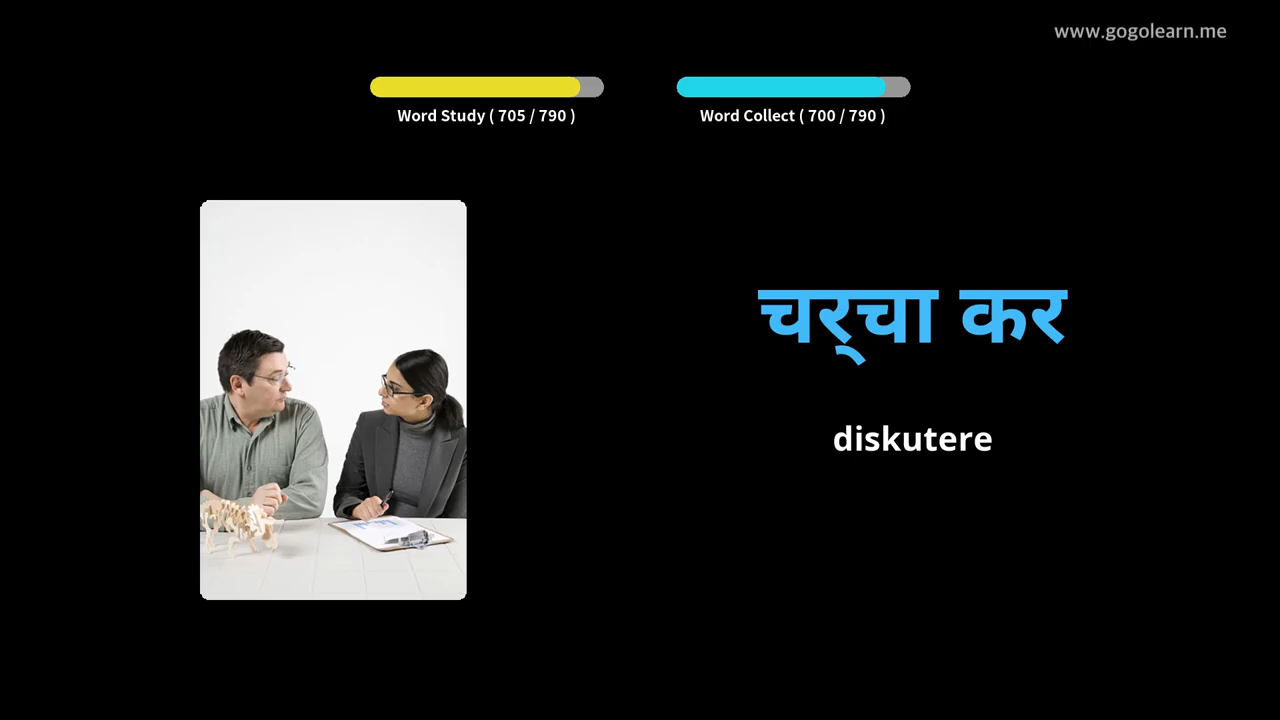 www.gogolearn.me
Word Study ( 705 / 790 )
Word Collect ( 700 / 790 )
चर्‍चा कर
diskutere